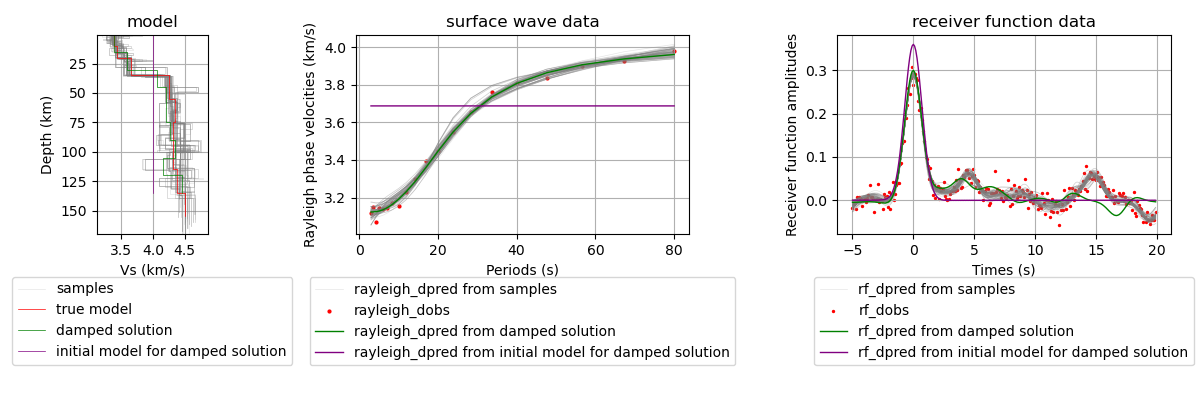 model
Depth (km)
25
50
75
100
125
150
3.5 4.0 4.5
Vs (km/s)
samples
true model
damped solution
initial model for damped solution
surface wave data
Rayleigh phase velocities (km/s)
4.0
3.8
3.6
3.4
3.2
0 20 40 60 80
Periods (s)
rayleigh_dpred from samples
rayleigh_dobs
rayleigh_dpred from damped solution
rayleigh_dpred from initial model for damped solution
receiver function data
Receiver function amplitudes
0.3
0.2
0.1
0.0
−5 0 5 10 15 20
Times (s)
rf_dpred from samples
rf_dobs
rf_dpred from damped solution
rf_dpred from initial model for damped solution